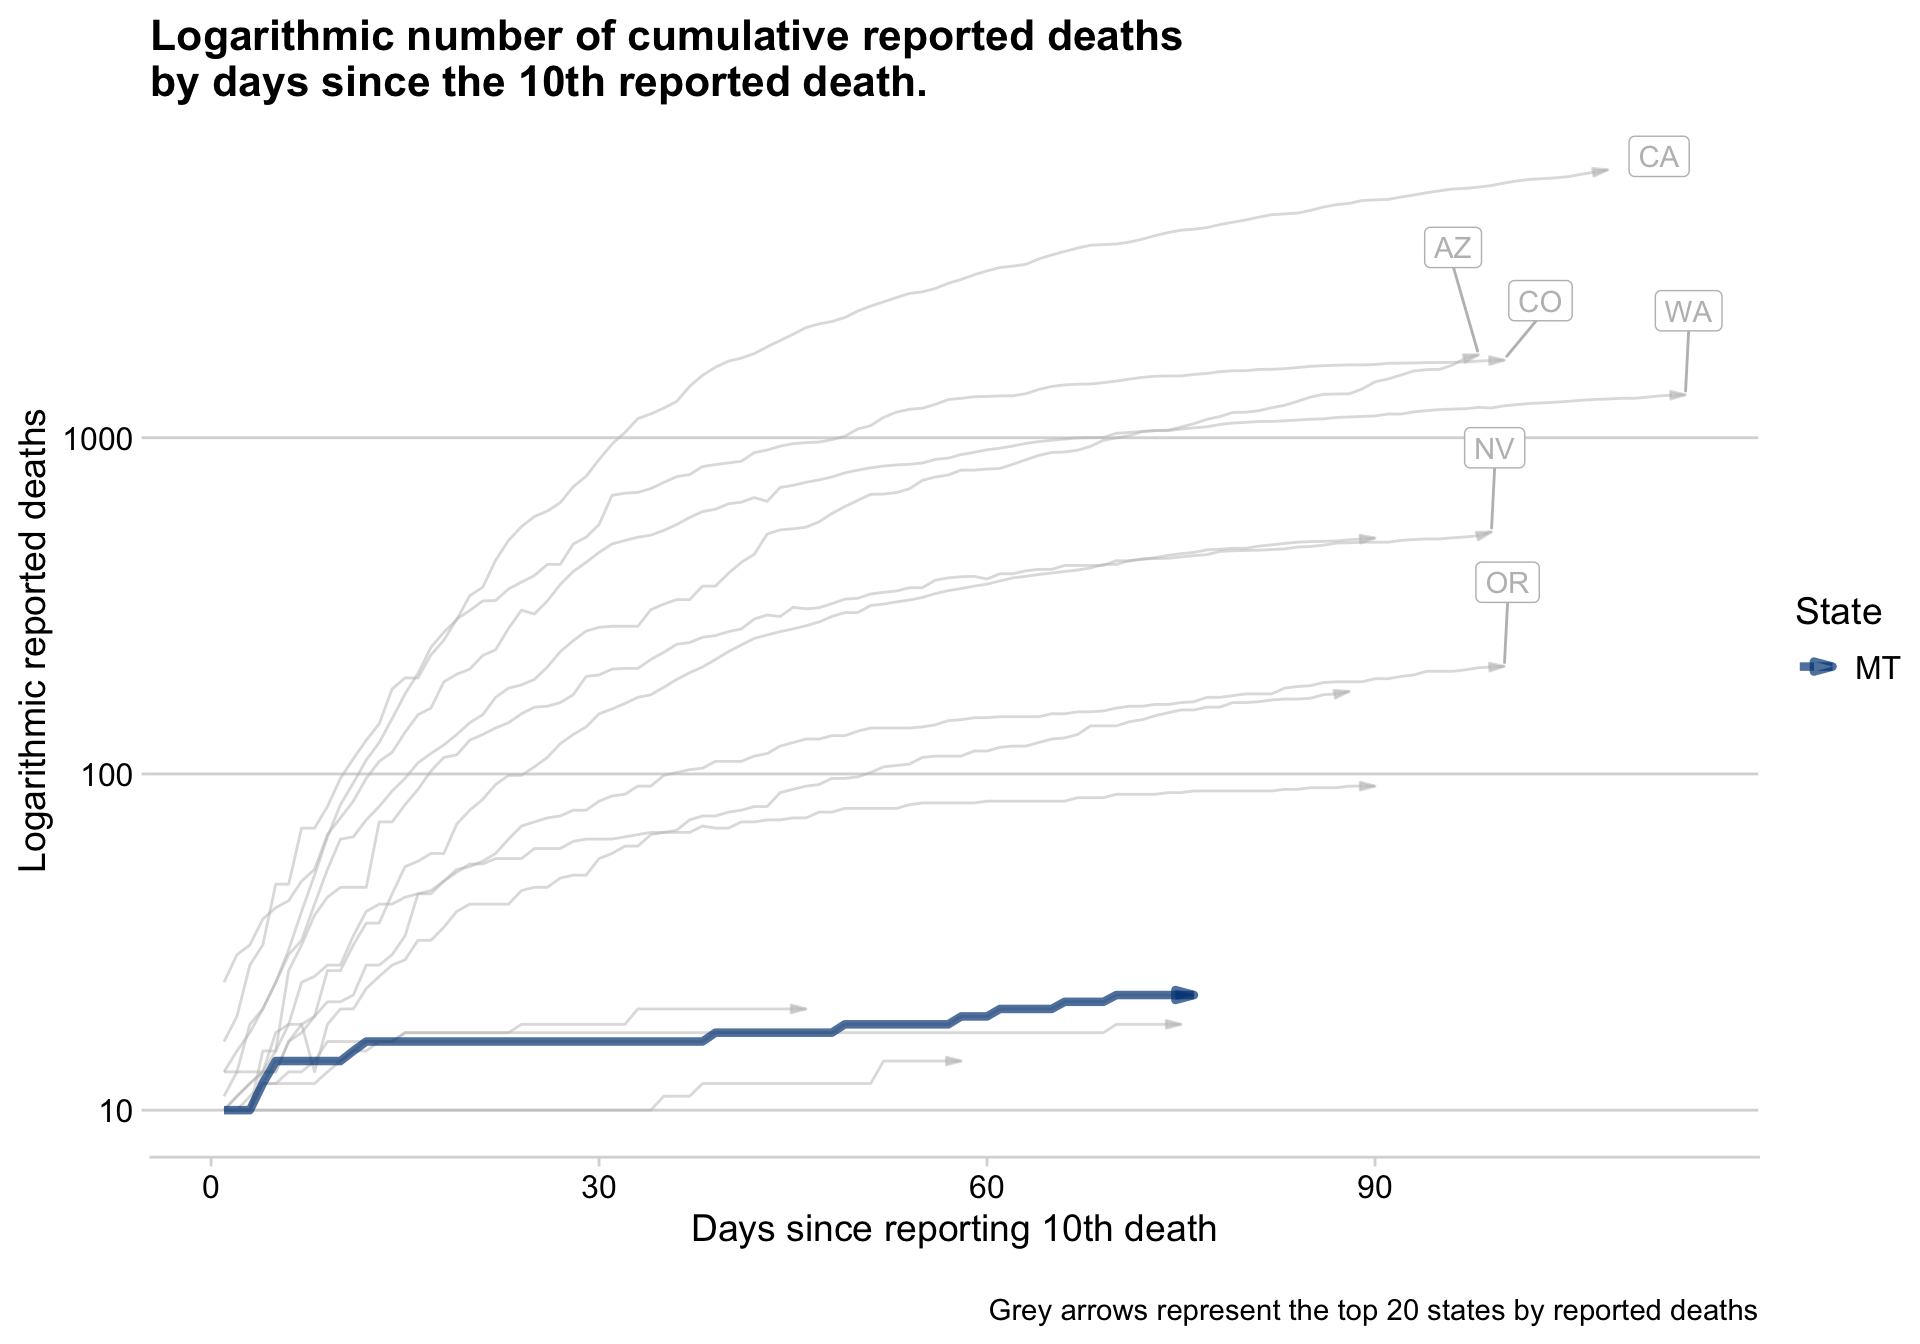 Logarithmic number of cumulative reported deaths
by days since the 10th reported death.
CA
AZ
CO
WA
NV
OR
Logarithmic reported deaths
1000
100
10
0 30 60 90
Days since reporting 10th death
State
MT
Grey arrows represent the top 20 states by reported deaths